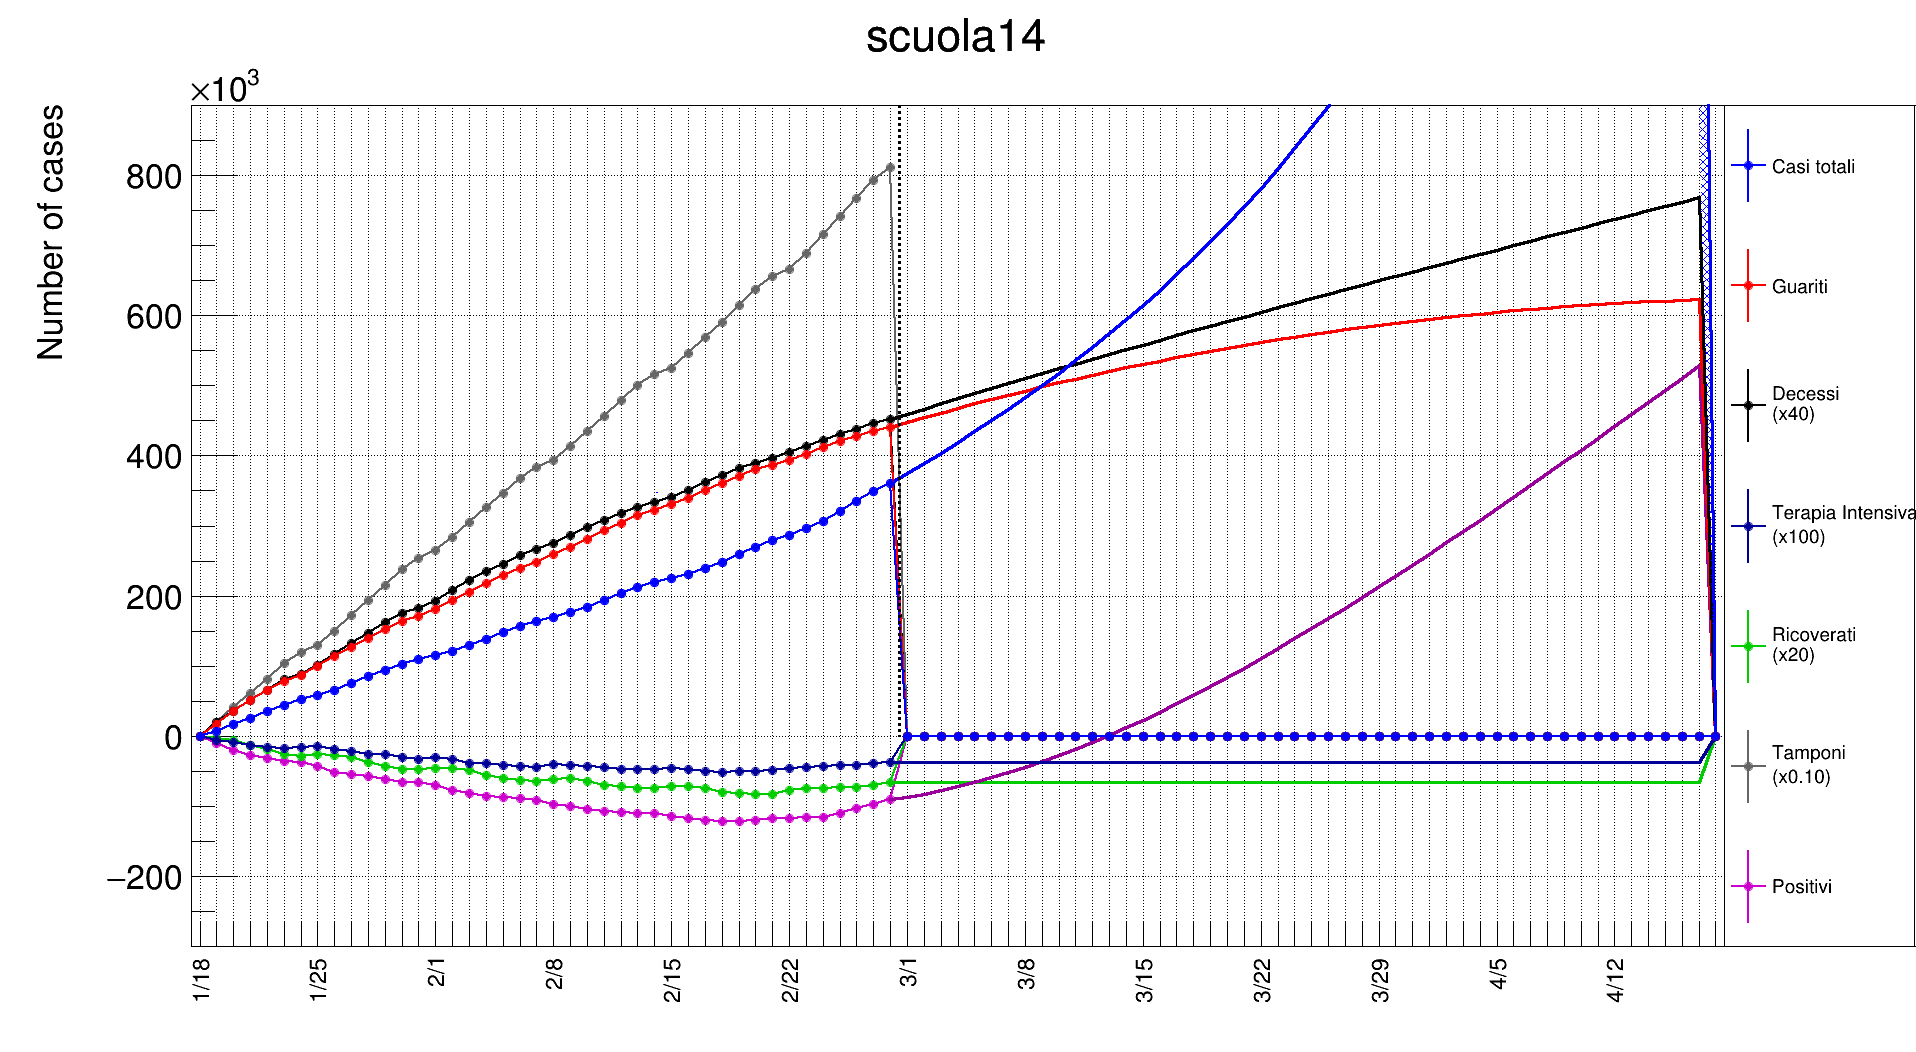 scuola14
×10³
Number of cases
800
600
400
200
0
−200
1/18
1/25
2/1
2/8
2/15
2/22
3/1
3/8
3/15
3/22
3/29
4/5
4/12
Casi totali
Guariti
Decessi
(x40)
Terapia Intensiva
(x100)
Ricoverati
(x20)
Tamponi
(x0.10)
Positivi